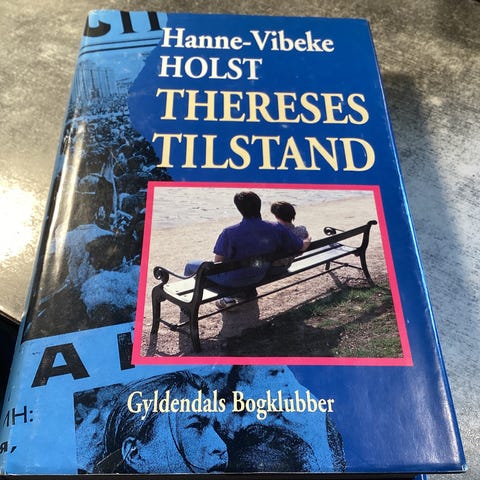 Hanne-Vibeke
HOLST
THERESES
TILSTAND
Gyldendals Bogklubber